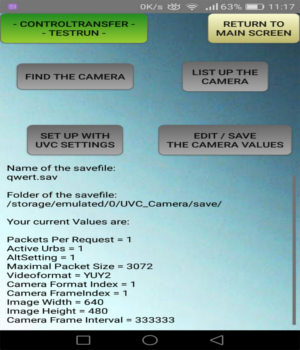 0K/s 63% 11:17
- CONTROLTRANSFER -
- TESTRUN -
RETURN TO
MAIN SCREEN
FIND THE CAMERA
LIST UP THE
CAMERA
SET UP WITH
UVC SETTINGS
EDIT / SAVE
THE CAMERA VALUES
Name of the savefile:
qwert.sav
Folder of the savefile:
/storage/emulated/0/UVC_Camera/save/
Your current Values are:
Packets Per Request = 1
Active Urbs = 1
AltSetting = 1
Maximal Packet Size = 3072
Videoformat = YUY2
Camera Format Index = 1
Camera FrameIndex = 1
Image Width = 640
Image Height = 480
Camera Frame Interval = 333333